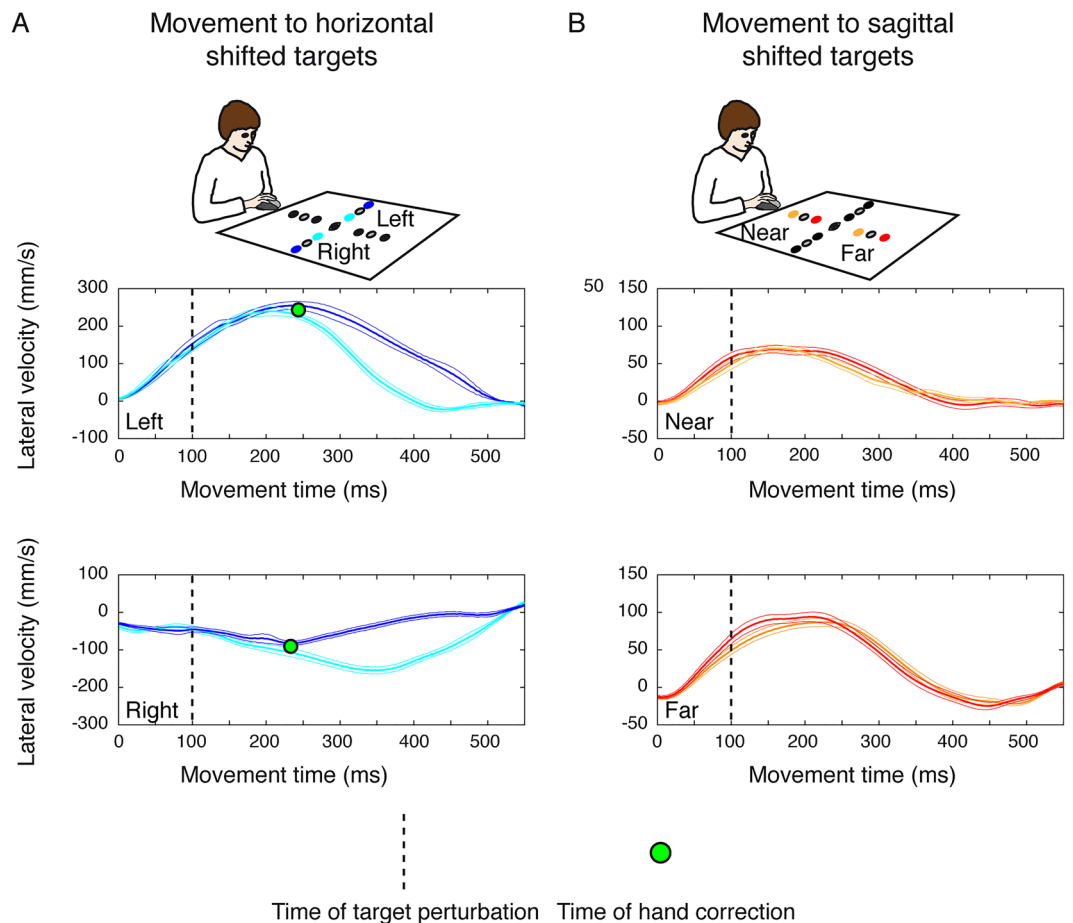 A
Movement to horizontal
shifted targets
B
Movement to sagittal
shifted targets
Left
Right
Near
Far
Lateral velocity (mm/s)
300
200
100
0
-100
Left
0 100 200 300 400 500
Movement time (ms)
50
150
100
50
0
-50
Near
0 100 200 300 400 500
Movement time (ms)
Lateral velocity (mm/s)
100
0
-100
-200
-300
Right
0 100 200 300 400 500
Movement time (ms)
150
100
50
0
-50
Far
0 100 200 300 400 500
Movement time (ms)
Time of target perturbation
Time of hand correction